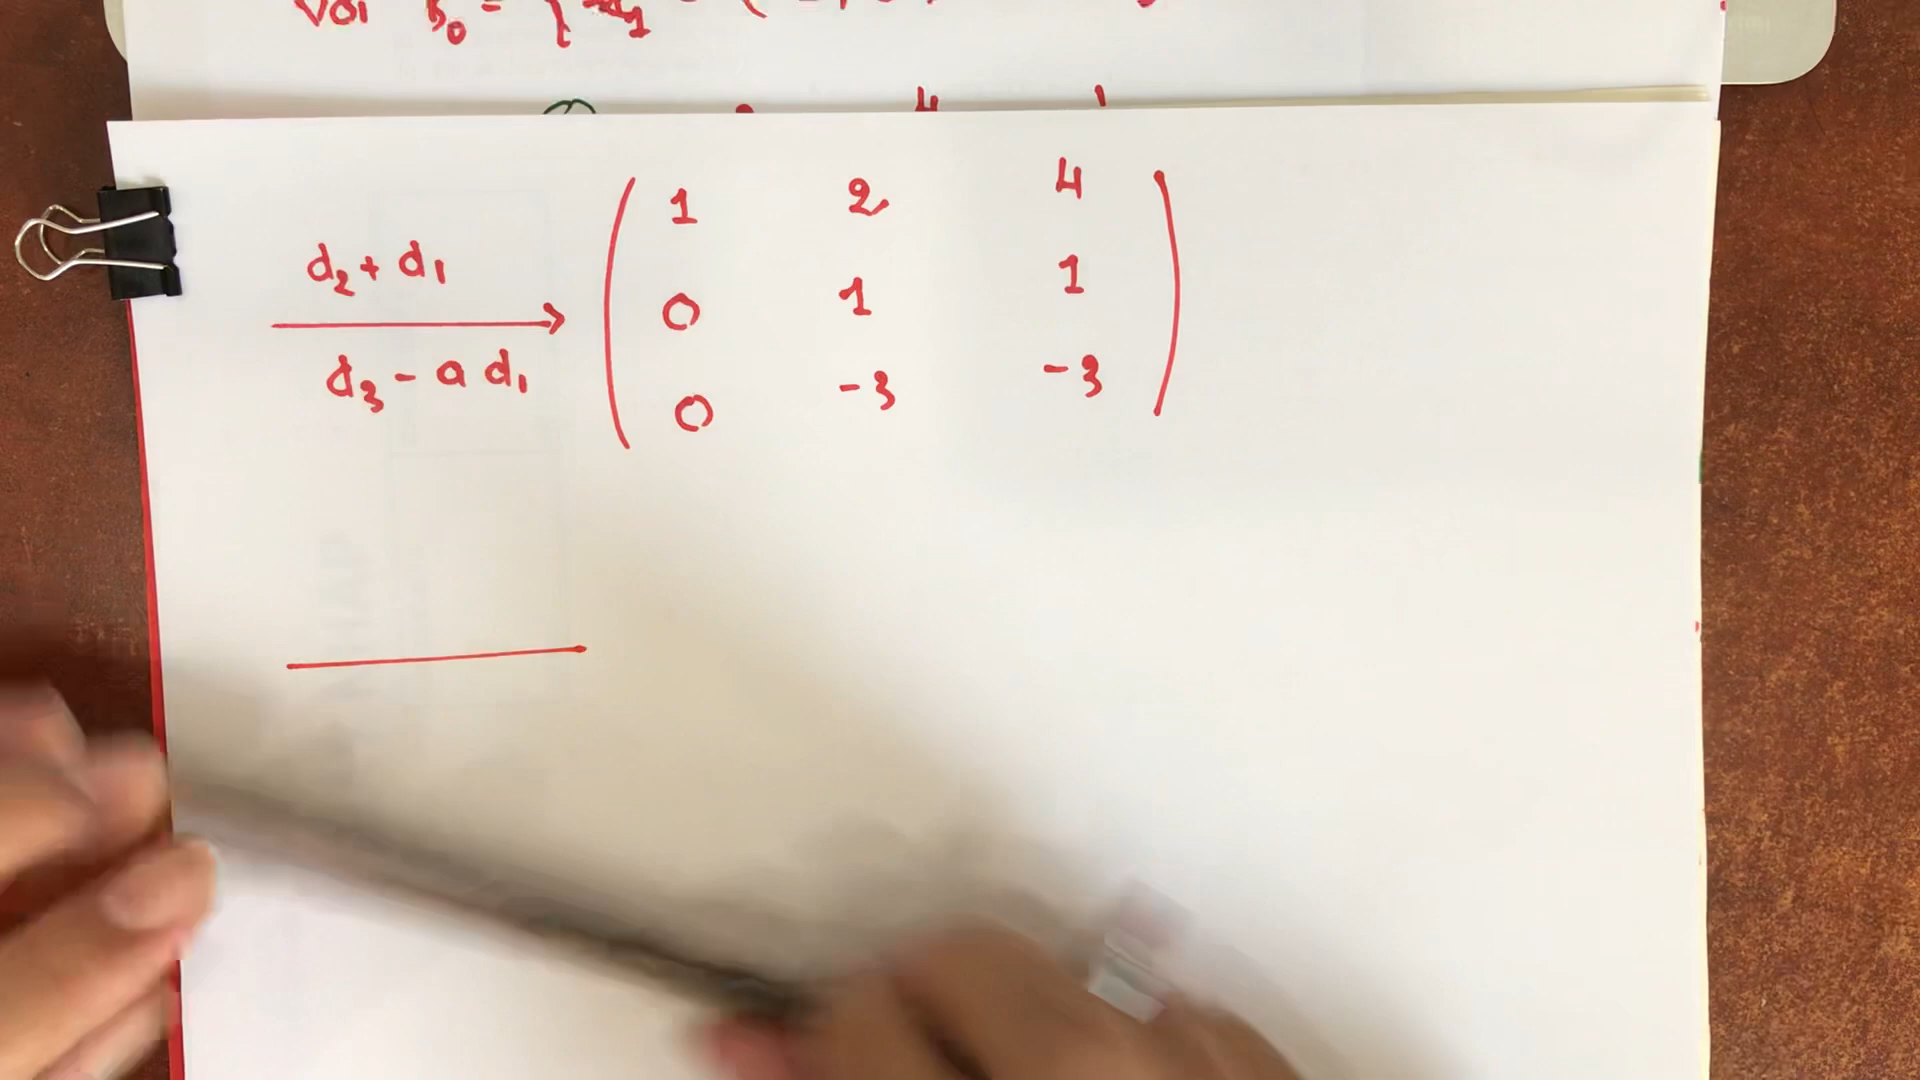 1 2 4
d₂ + d₁
0 1 1
d₃ - a d₁
0 -3 -3